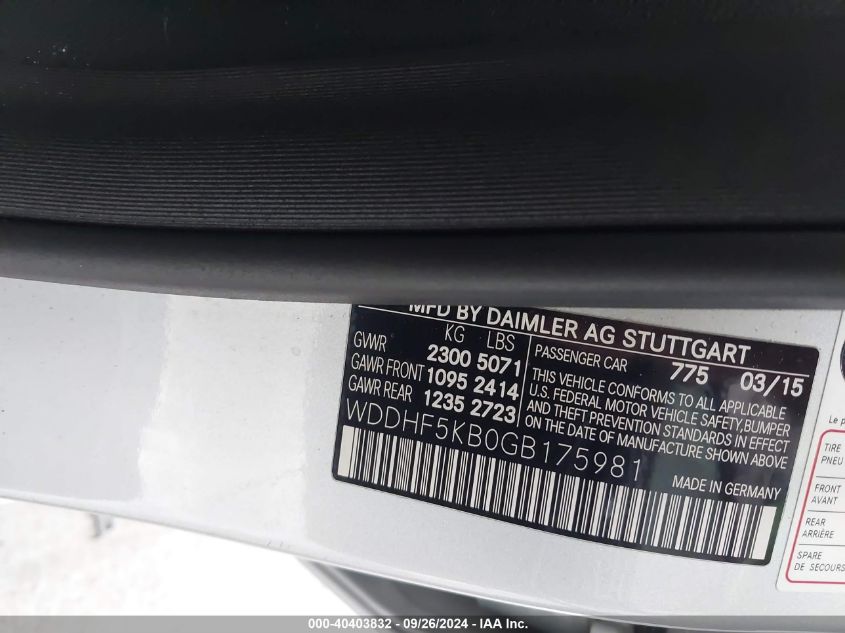 MFD BY DAIMLER AG STUTTGART
KG LBS
GVWR 2300 5071
GAWR FRONT 1095 2414
GAWR REAR 1235 2723
PASSENGER CAR 775 03/15
THIS VEHICLE CONFORMS TO ALL APPLICABLE
U.S. FEDERAL MOTOR VEHICLE SAFETY,BUMPER
AND THEFT PREVENTION STANDARDS IN EFFECT
ON THE DATE OF MANUFACTURE SHOWN ABOVE
WDDHF5KB0GB175981
MADE IN GERMANY
Le p
TIRE
PNEU
FRONT
AVANT
REAR
ARRIÈRE
SPARE
DE SECOURS
000-40403832 - 09/26/2024 - IAA Inc.